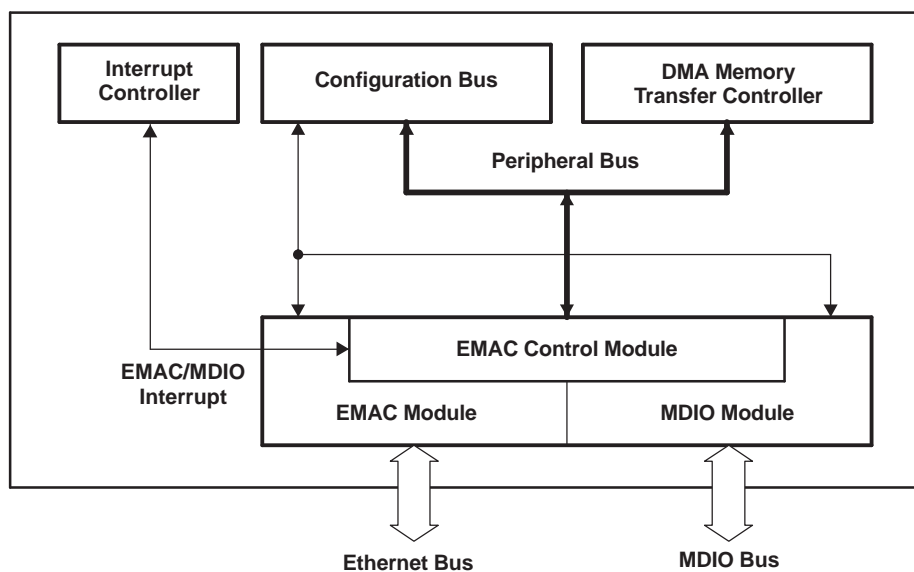 Interrupt
Controller
Configuration Bus
DMA Memory
Transfer Controller
Peripheral Bus
EMAC Control Module
EMAC/MDIO
Interrupt
EMAC Module
MDIO Module
Ethernet Bus
MDIO Bus